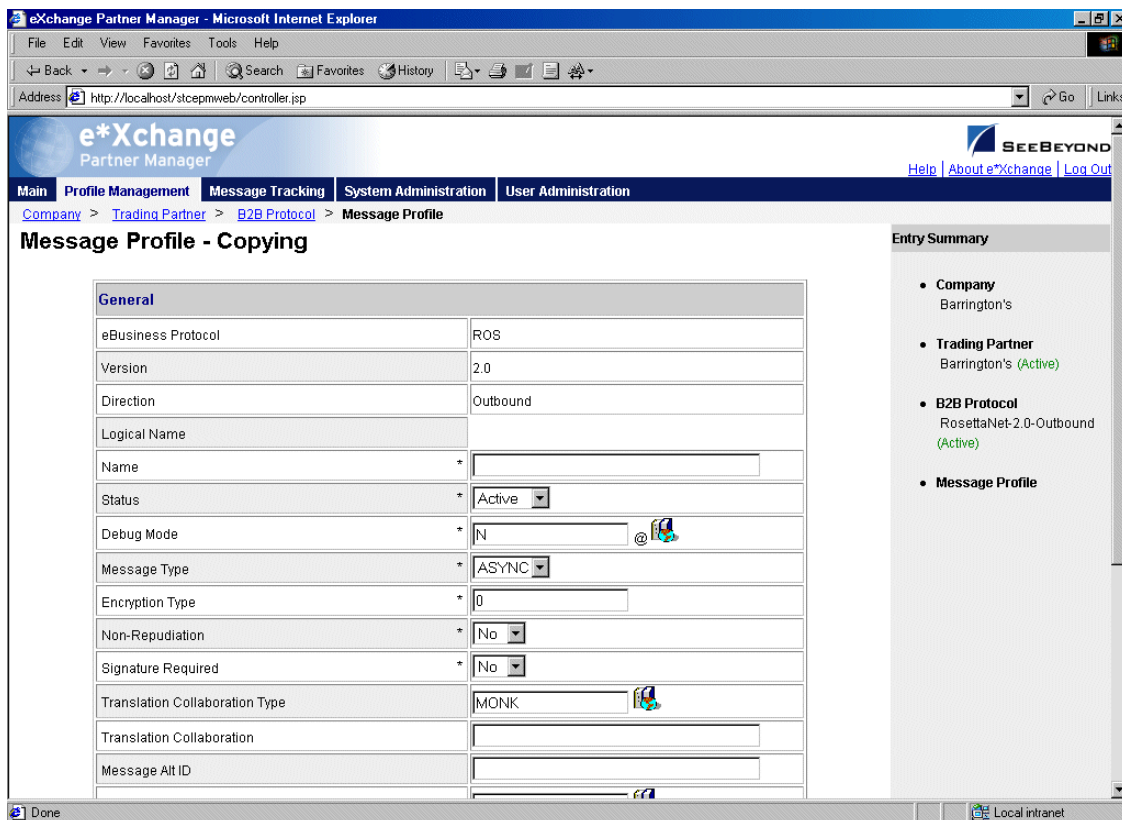 eXchange Partner Manager - Microsoft Internet Explorer
File Edit View Favorites Tools Help
Back Search Favorites History
Address http://localhost/stcepmweb/controller.jsp Go Links
e*Xchange
Partner Manager
SEEBEYOND
Help | About e*Xchange | Log Out
Main Profile Management Message Tracking System Administration User Administration
Company > Trading Partner > B2B Protocol > Message Profile
Message Profile - Copying
General
eBusiness Protocol ROS
Version 2.0
Direction Outbound
Logical Name
Name *
Status * Active
Debug Mode * N @
Message Type * ASYNC
Encryption Type * 0
Non-Repudiation * No
Signature Required * No
Translation Collaboration Type MONK
Translation Collaboration
Message Alt ID
Entry Summary
• Company
Barrington's
• Trading Partner
Barrington's (Active)
• B2B Protocol
RosettaNet-2.0-Outbound
(Active)
• Message Profile
Done Local intranet